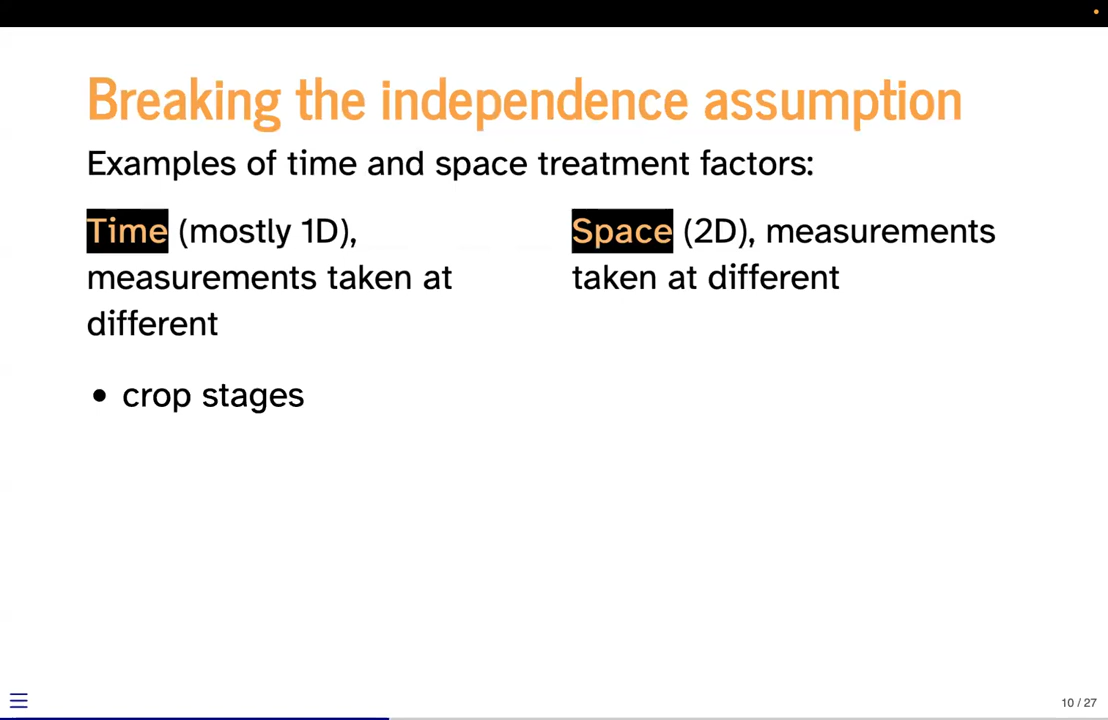 Breaking the independence assumption
Examples of time and space treatment factors:
Time (mostly 1D),
measurements taken at
different
• crop stages
Space (2D), measurements
taken at different
10 / 27